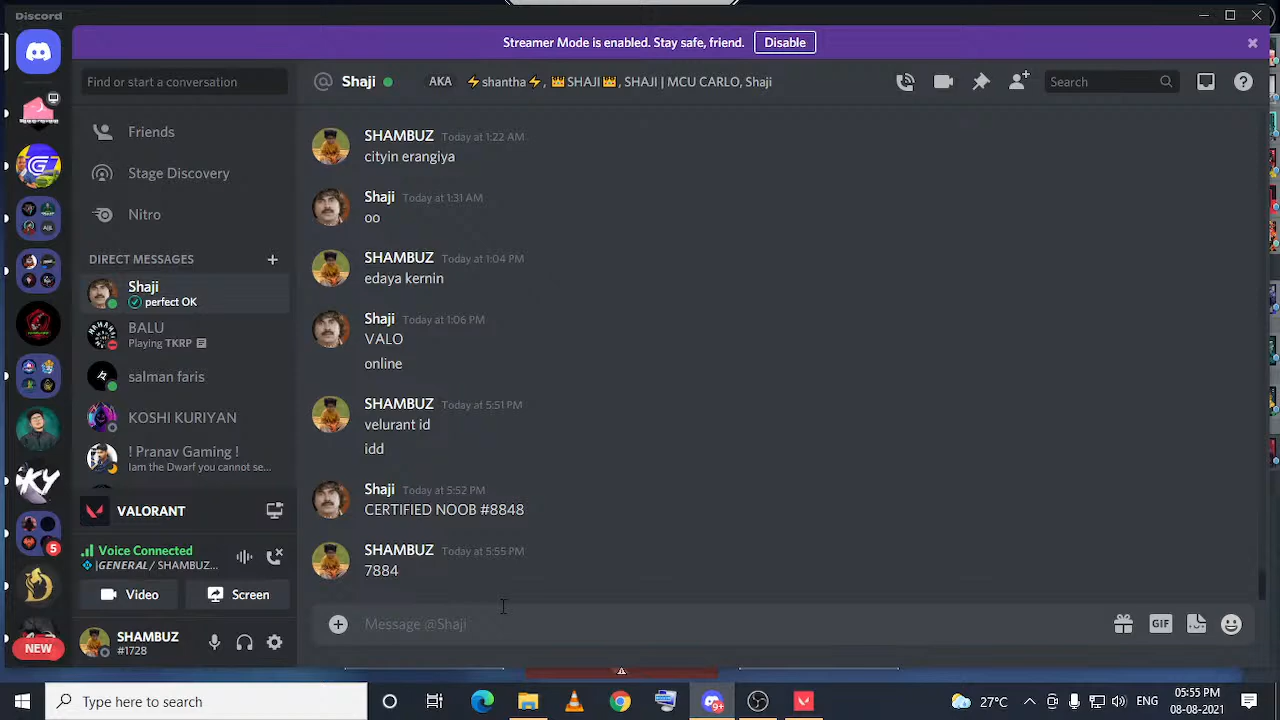 Discord
Streamer Mode is enabled. Stay safe, friend.
Disable
Find or start a conversation
Shaji
AKA
⚡shantha⚡, 👑SHAJI👑, SHAJI | MCU CARLO, Shaji
Search
Friends
Stage Discovery
Nitro
DIRECT MESSAGES
Shaji
perfect OK
BALU
Playing TKRP
salman faris
KOSHI KURIYAN
! Pranav Gaming !
Iam the Dwarf you cannot se...
VALORANT
Voice Connected
|GENERAL / SHAMBUZ...
Video
Screen
SHAMBUZ
#1728
5
NEW
SHAMBUZ Today at 1:22 AM
cityin erangiya
Shaji Today at 1:31 AM
oo
SHAMBUZ Today at 1:04 PM
edaya kernin
Shaji Today at 1:06 PM
VALO
online
SHAMBUZ Today at 5:51 PM
velurant id
idd
Shaji Today at 5:52 PM
CERTIFIED NOOB #8848
SHAMBUZ Today at 5:55 PM
7884
Message @Shaji
GIF
Type here to search
9+
27°C
ENG
05:55 PM
08-08-2021